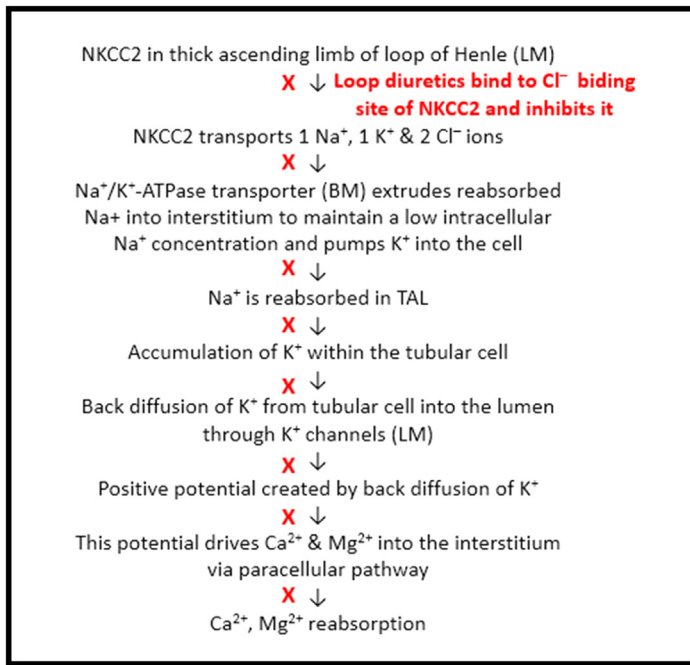 NKCC2 in thick ascending limb of loop of Henle (LM)
X ↓ Loop diuretics bind to Cl⁻ biding
site of NKCC2 and inhibits it
NKCC2 transports 1 Na⁺, 1 K⁺ & 2 Cl⁻ ions
X ↓
Na⁺/K⁺-ATPase transporter (BM) extrudes reabsorbed
Na+ into interstitium to maintain a low intracellular
Na⁺ concentration and pumps K⁺ into the cell
X ↓
Na⁺ is reabsorbed in TAL
X ↓
Accumulation of K⁺ within the tubular cell
X ↓
Back diffusion of K⁺ from tubular cell into the lumen
through K⁺ channels (LM)
X ↓
Positive potential created by back diffusion of K⁺
X ↓
This potential drives Ca²⁺ & Mg²⁺ into the interstitium
via paracellular pathway
X ↓
Ca²⁺, Mg²⁺ reabsorption